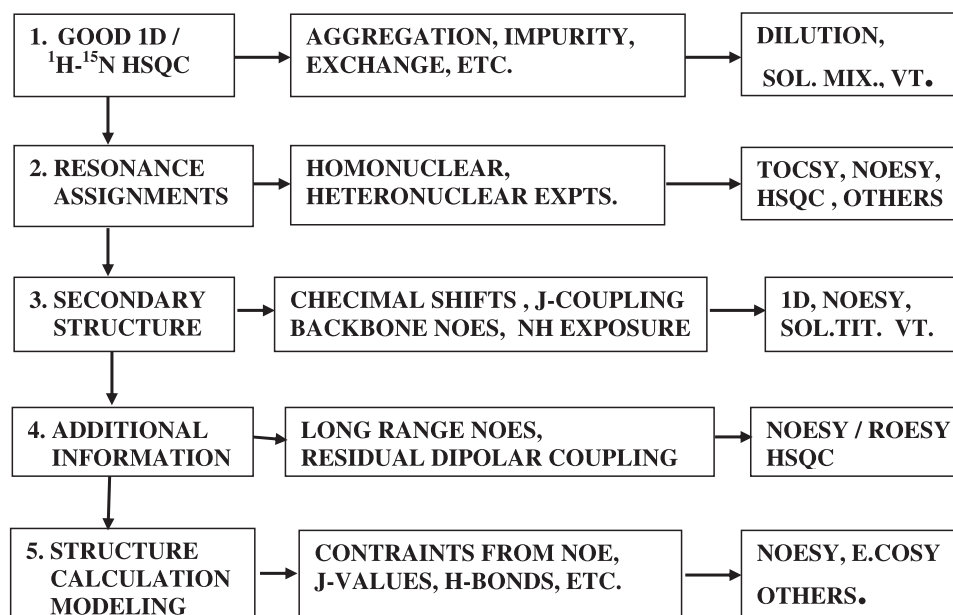 1. GOOD 1D /
¹H-¹⁵N HSQC
AGGREGATION, IMPURITY,
EXCHANGE, ETC.
DILUTION,
SOL. MIX., VT.
2. RESONANCE
ASSIGNMENTS
HOMONUCLEAR,
HETERONUCLEAR EXPTS.
TOCSY, NOESY,
HSQC , OTHERS
3. SECONDARY
STRUCTURE
CHECIMAL SHIFTS , J-COUPLING
BACKBONE NOES, NH EXPOSURE
1D, NOESY,
SOL.TIT. VT.
4. ADDITIONAL
INFORMATION
LONG RANGE NOES,
RESIDUAL DIPOLAR COUPLING
NOESY / ROESY
HSQC
5. STRUCTURE
CALCULATION
MODELING
CONTRAINTS FROM NOE,
J-VALUES, H-BONDS, ETC.
NOESY, E.COSY
OTHERS.